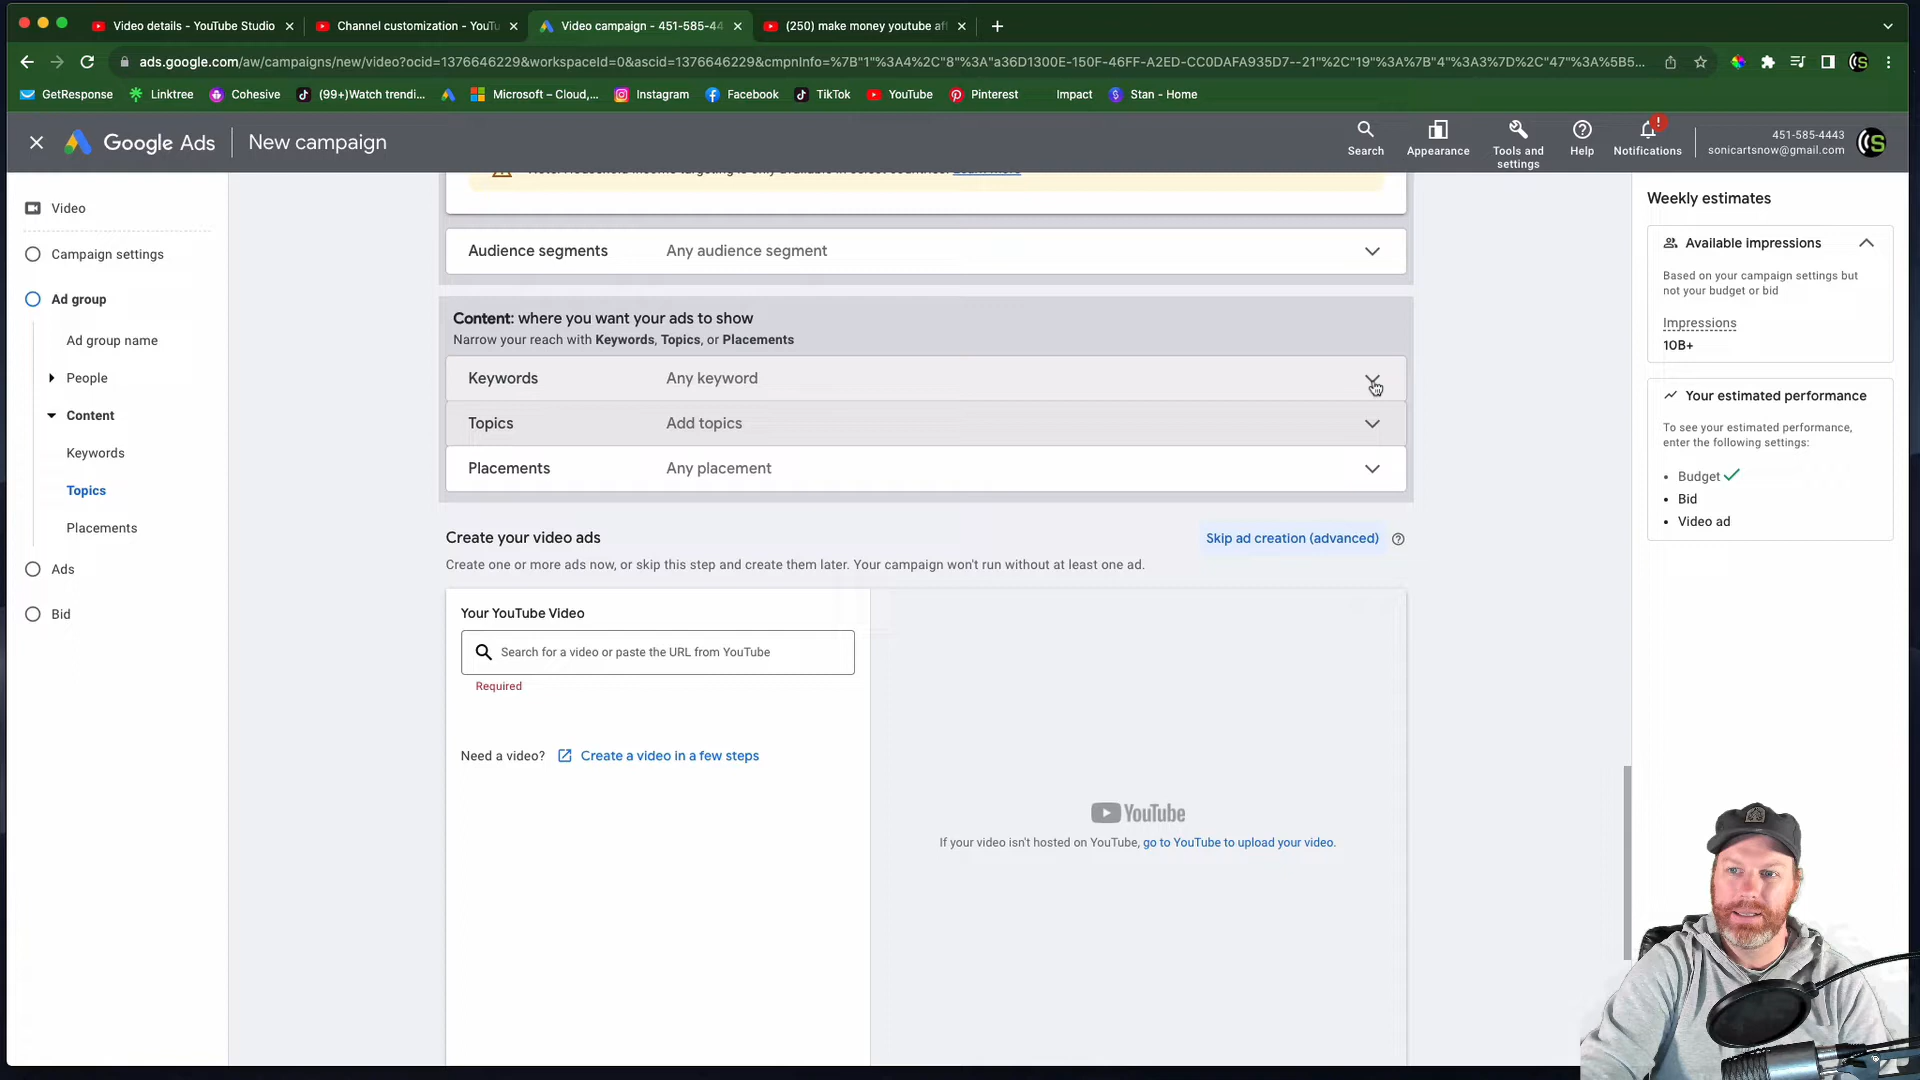 Video details - YouTube Studio
Channel customization - YouTu
Video campaign - 451-585-44
(250) make money youtube af
ads.google.com/aw/campaigns/new/video?ocid=1376646229&workspaceId=0&ascid=1376646229&cmpnInfo=%7B"1"%3A4%2C"8"%3A"a36D1300E-150F-46FF-A2ED-CC0DAFA935D7--21"%2C"19"%3A%7B"4"%3A3%7D%2C"47"%3A%5B5...
GetResponse
Linktree
Cohesive
(99+)Watch trendi...
Microsoft – Cloud,...
Instagram
Facebook
TikTok
YouTube
Pinterest
Impact
Stan - Home
Google Ads
New campaign
Search
Appearance
Tools and settings
Help
Notifications
451-585-4443
sonicartsnow@gmail.com
Video
Campaign settings
Ad group
Ad group name
People
Content
Keywords
Topics
Placements
Ads
Bid
Note: Household income targeting is only available in select countries. Learn more
Audience segments Any audience segment
Content: where you want your ads to show
Narrow your reach with Keywords, Topics, or Placements
Keywords Any keyword
Topics Add topics
Placements Any placement
Create your video ads
Skip ad creation (advanced)
Create one or more ads now, or skip this step and create them later. Your campaign won't run without at least one ad.
Your YouTube Video
Search for a video or paste the URL from YouTube
Required
Need a video? Create a video in a few steps
YouTube
If your video isn't hosted on YouTube, go to YouTube to upload your video.
Weekly estimates
Available impressions
Based on your campaign settings but
not your budget or bid
Impressions
10B+
Your estimated performance
To see your estimated performance,
enter the following settings:
• Budget
• Bid
• Video ad